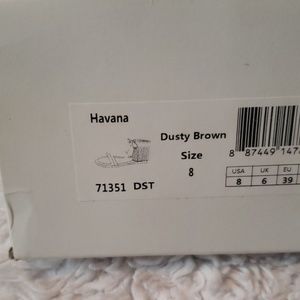 Havana
Dusty Brown
Size
8
71351 DST
8 87449 147
USA UK EU
8 6 39